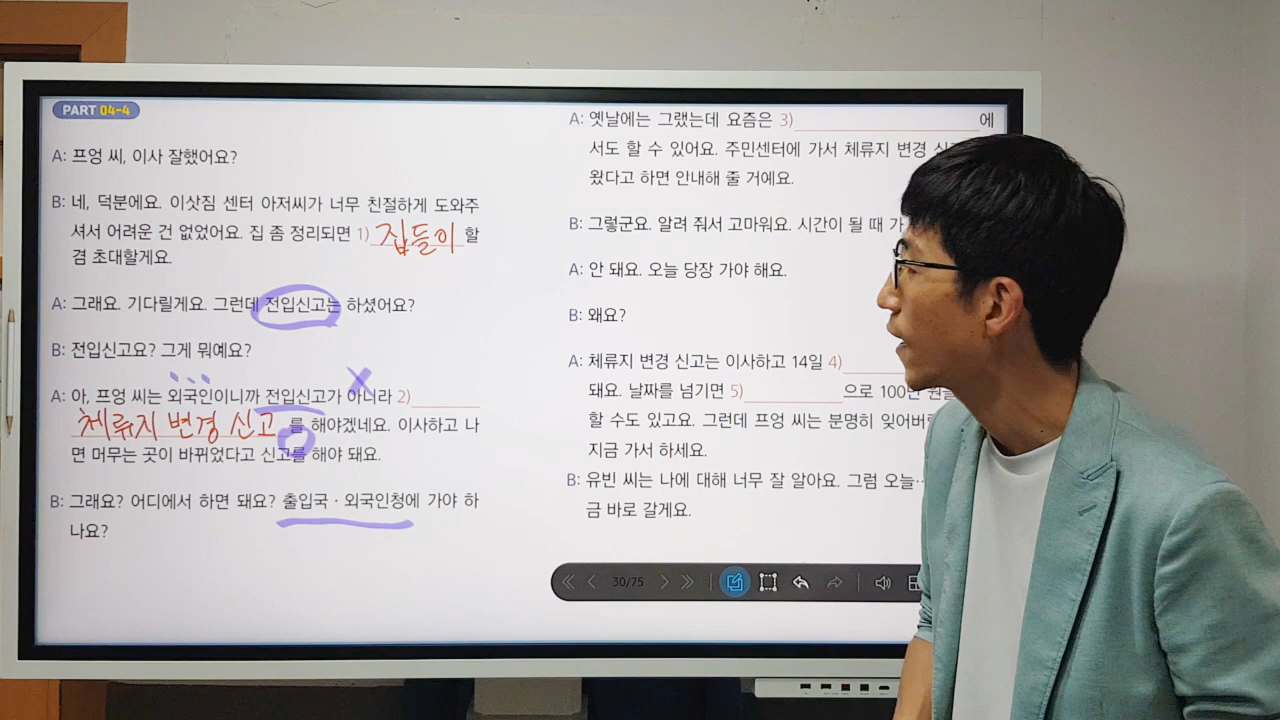 PART 04-4
A: 프엉 씨, 이사 잘했어요?
B: 네, 덕분에요. 이삿짐 센터 아저씨가 너무 친절하게 도와주
셔서 어려운 건 없었어요. 집 좀 정리되면 1) 집들이 할
겸 초대할게요.
A: 그래요. 기다릴게요. 그런데 전입신고는 하셨어요?
B: 전입신고요? 그게 뭐예요?
A: 아, 프엉 씨는 외국인이니까 전입신고가 아니라 2)
체류지 변경 신고 를 해야겠네요. 이사하고 나
면 머무는 곳이 바뀌었다고 신고를 해야 돼요.
B: 그래요? 어디에서 하면 돼요? 출입국·외국인청에 가야 하
나요?
A: 옛날에는 그랬는데 요즘은 3) 에
서도 할 수 있어요. 주민센터에 가서 체류지 변경
왔다고 하면 안내해 줄 거예요.
B: 그렇군요. 알려 줘서 고마워요. 시간이 될 때
A: 안 돼요. 오늘 당장 가야 해요.
B: 왜요?
A: 체류지 변경 신고는 이사하고 14일 4)
돼요. 날짜를 넘기면 5) 으로 100만
할 수도 있고요. 그런데 프엉 씨는 분명히
지금 가서 하세요.
B: 유빈 씨는 나에 대해 너무 잘 알아요. 그럼 오늘…
금 바로 갈게요.
30/75